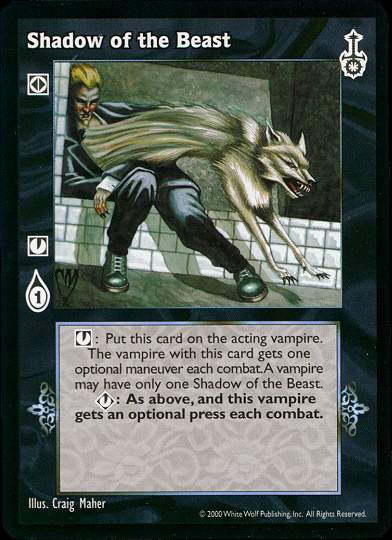 Shadow of the Beast
1
: Put this card on the acting vampire.
The vampire with this card gets one
optional maneuver each combat.A vampire
may have only one Shadow of the Beast.
: As above, and this vampire
gets an optional press each combat.
Illus. Craig Maher
© 2000 White Wolf Publishing, Inc. All Rights Reserved.